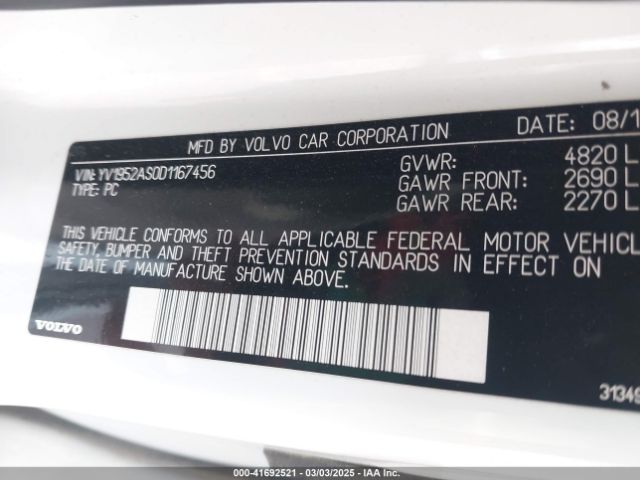 MFD BY VOLVO CAR CORPORATION DATE: 08/1
VIN: YV1952AS0D1167456 GVWR: 4820 L
TYPE: PC GAWR FRONT: 2690 L
GAWR REAR: 2270 L
THIS VEHICLE CONFORMS TO ALL APPLICABLE FEDERAL MOTOR VEHICL
SAFETY, BUMPER AND THEFT PREVENTION STANDARDS IN EFFECT ON
THE DATE OF MANUFACTURE SHOWN ABOVE.
VOLVO
31349
000-41692521 - 03/03/2025 - IAA, Inc.